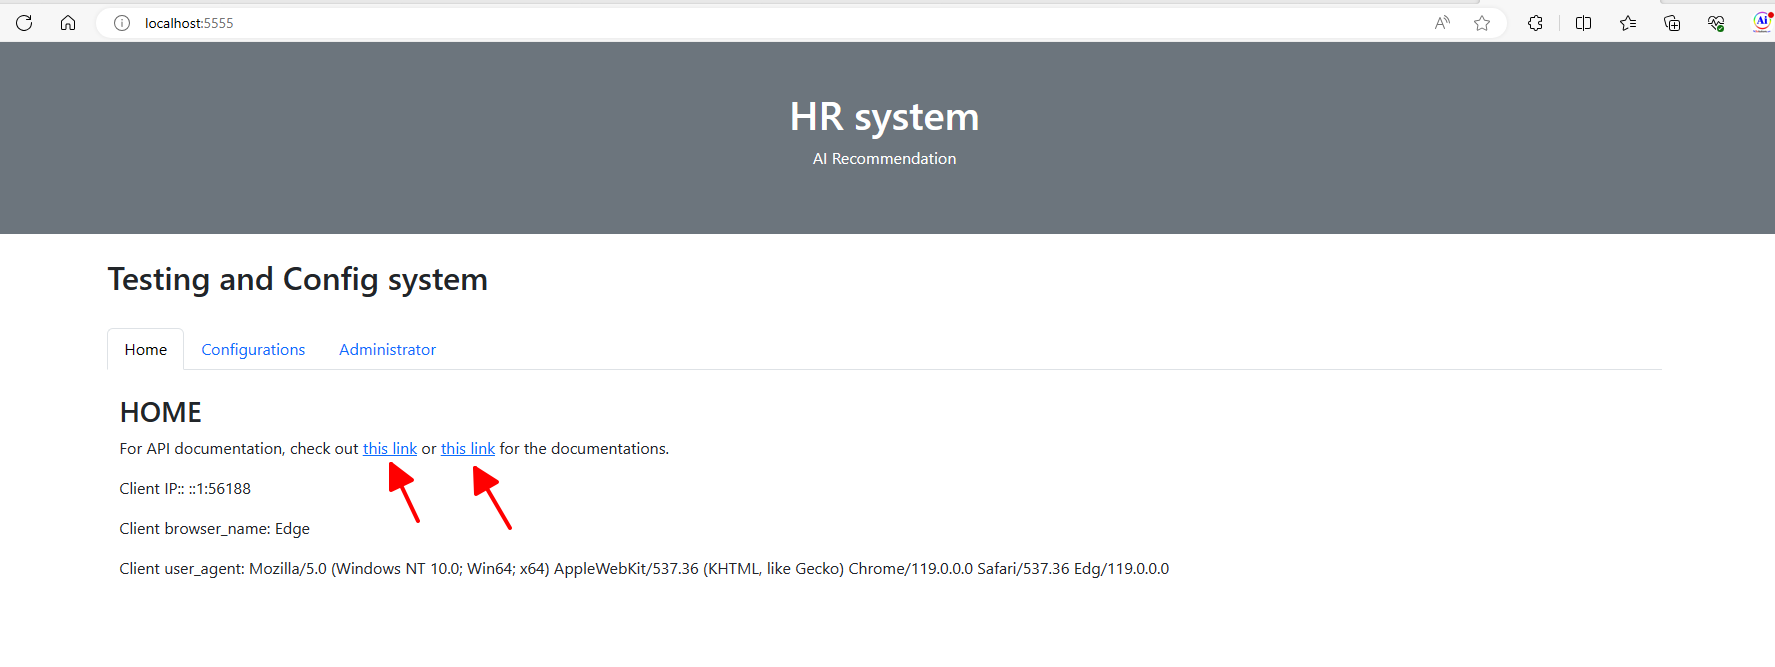 localhost:5555
HR system
AI Recommendation
Testing and Config system
Home Configurations Administrator
HOME
For API documentation, check out this link or this link for the documentations.
Client IP:: ::1:56188
Client browser_name: Edge
Client user_agent: Mozilla/5.0 (Windows NT 10.0; Win64; x64) AppleWebKit/537.36 (KHTML, like Gecko) Chrome/119.0.0.0 Safari/537.36 Edg/119.0.0.0